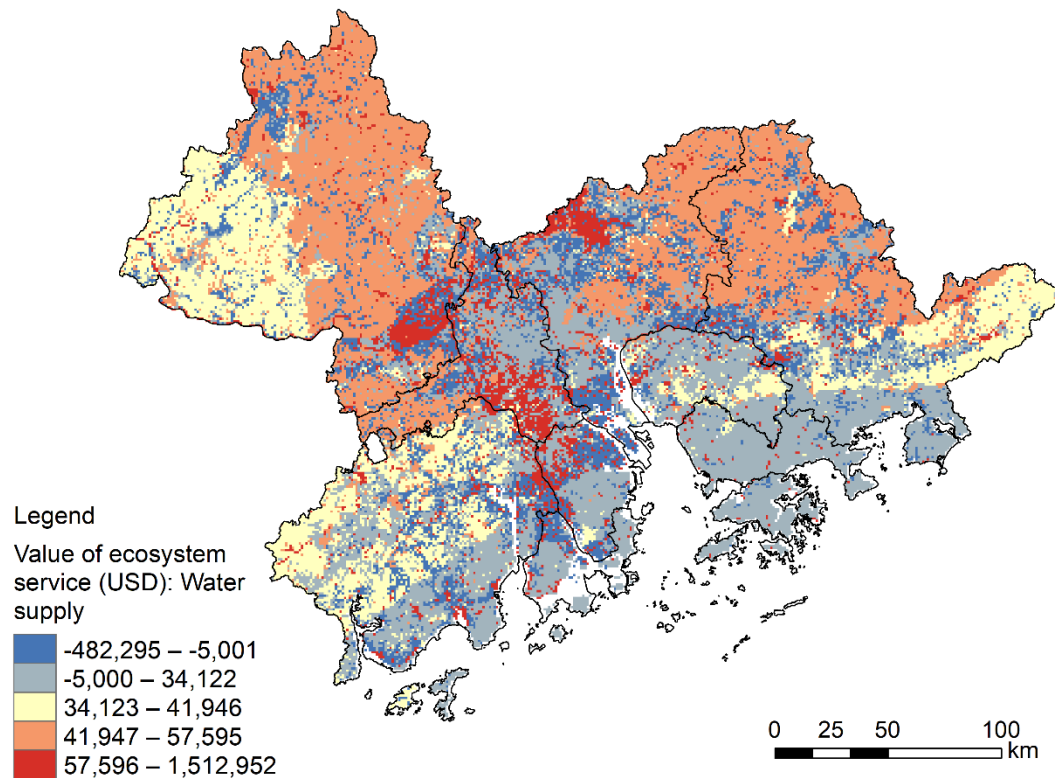 Legend
Value of ecosystem
service (USD): Water
supply
-482,295 – -5,001
-5,000 – 34,122
34,123 – 41,946
41,947 – 57,595
57,596 – 1,512,952
0 25 50 100
km